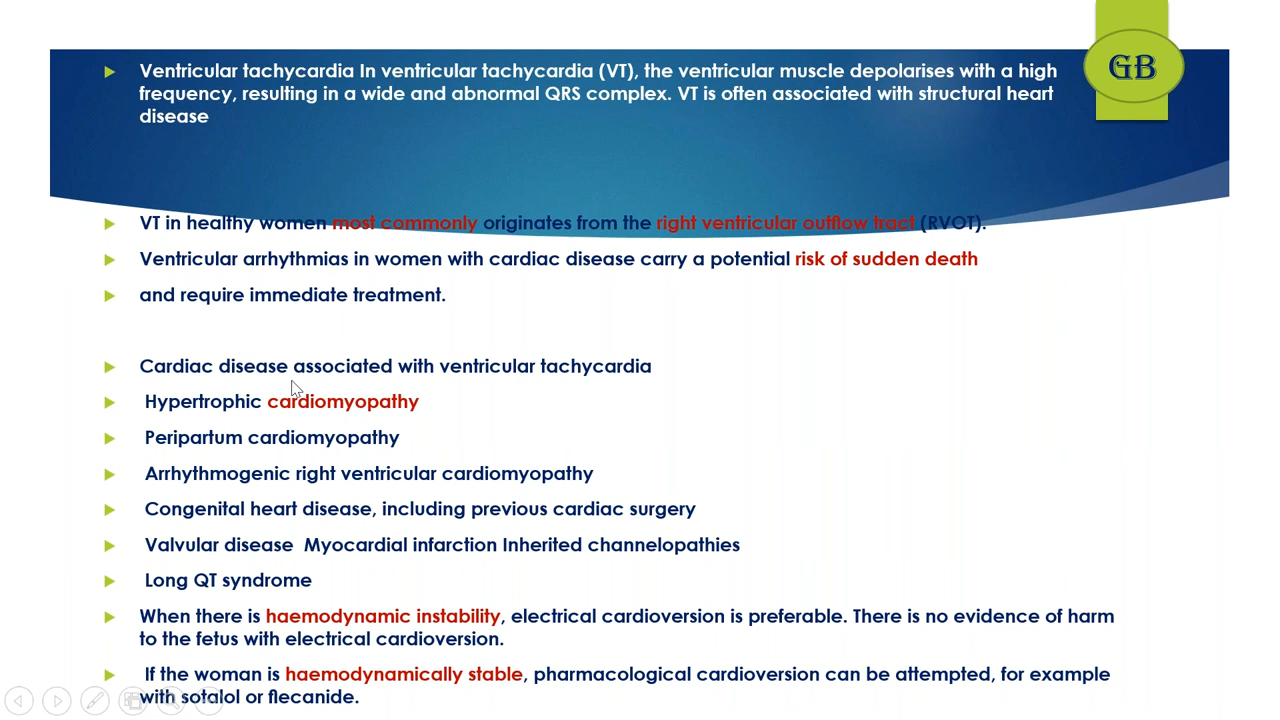 Ventricular tachycardia In ventricular tachycardia (VT), the ventricular muscle depolarises with a high
frequency, resulting in a wide and abnormal QRS complex. VT is often associated with structural heart
disease
GB
VT in healthy women most commonly originates from the right ventricular outflow tract (RVOT).
Ventricular arrhythmias in women with cardiac disease carry a potential risk of sudden death
and require immediate treatment.
Cardiac disease associated with ventricular tachycardia
Hypertrophic cardiomyopathy
Peripartum cardiomyopathy
Arrhythmogenic right ventricular cardiomyopathy
Congenital heart disease, including previous cardiac surgery
Valvular disease Myocardial infarction Inherited channelopathies
Long QT syndrome
When there is haemodynamic instability, electrical cardioversion is preferable. There is no evidence of harm
to the fetus with electrical cardioversion.
If the woman is haemodynamically stable, pharmacological cardioversion can be attempted, for example
with sotalol or flecanide.